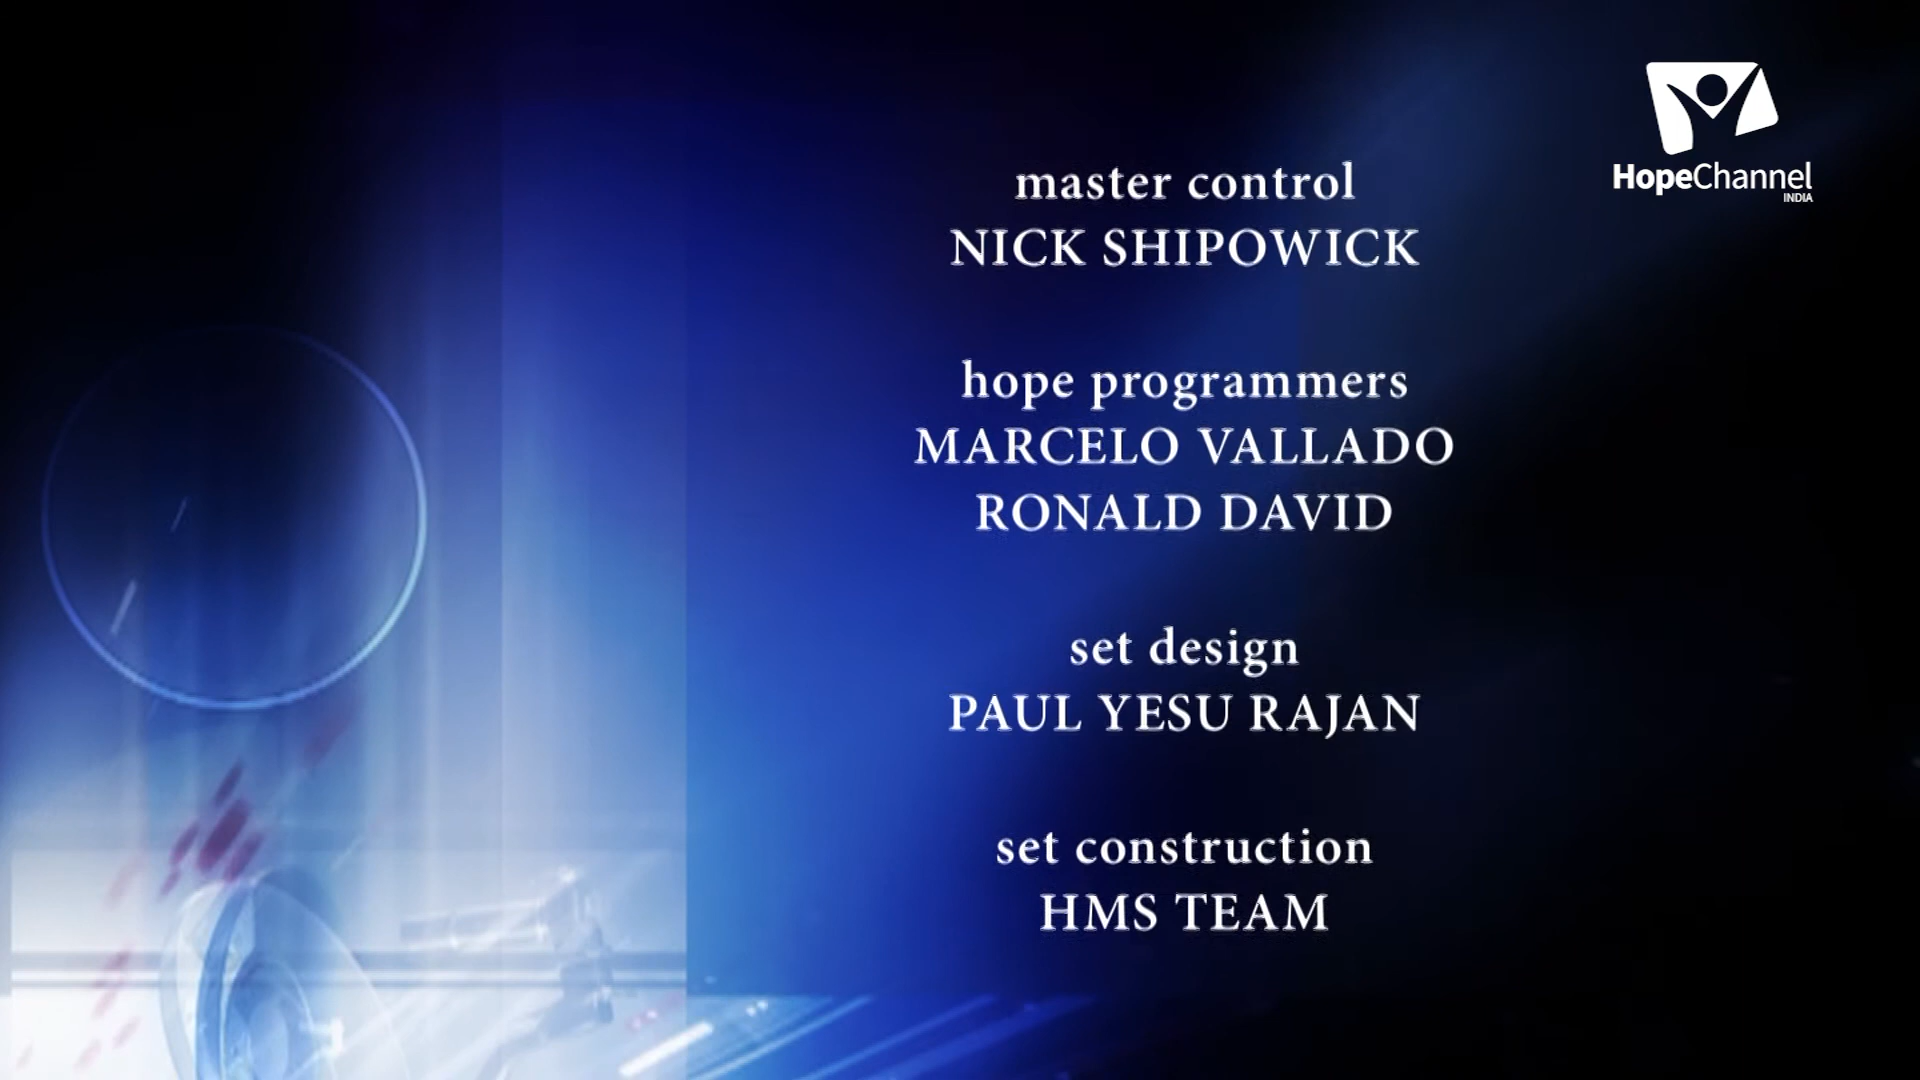 HopeChannel
INDIA
master control
NICK SHIPOWICK
hope programmers
MARCELO VALLADO
RONALD DAVID
set design
PAUL YESU RAJAN
set construction
HMS TEAM